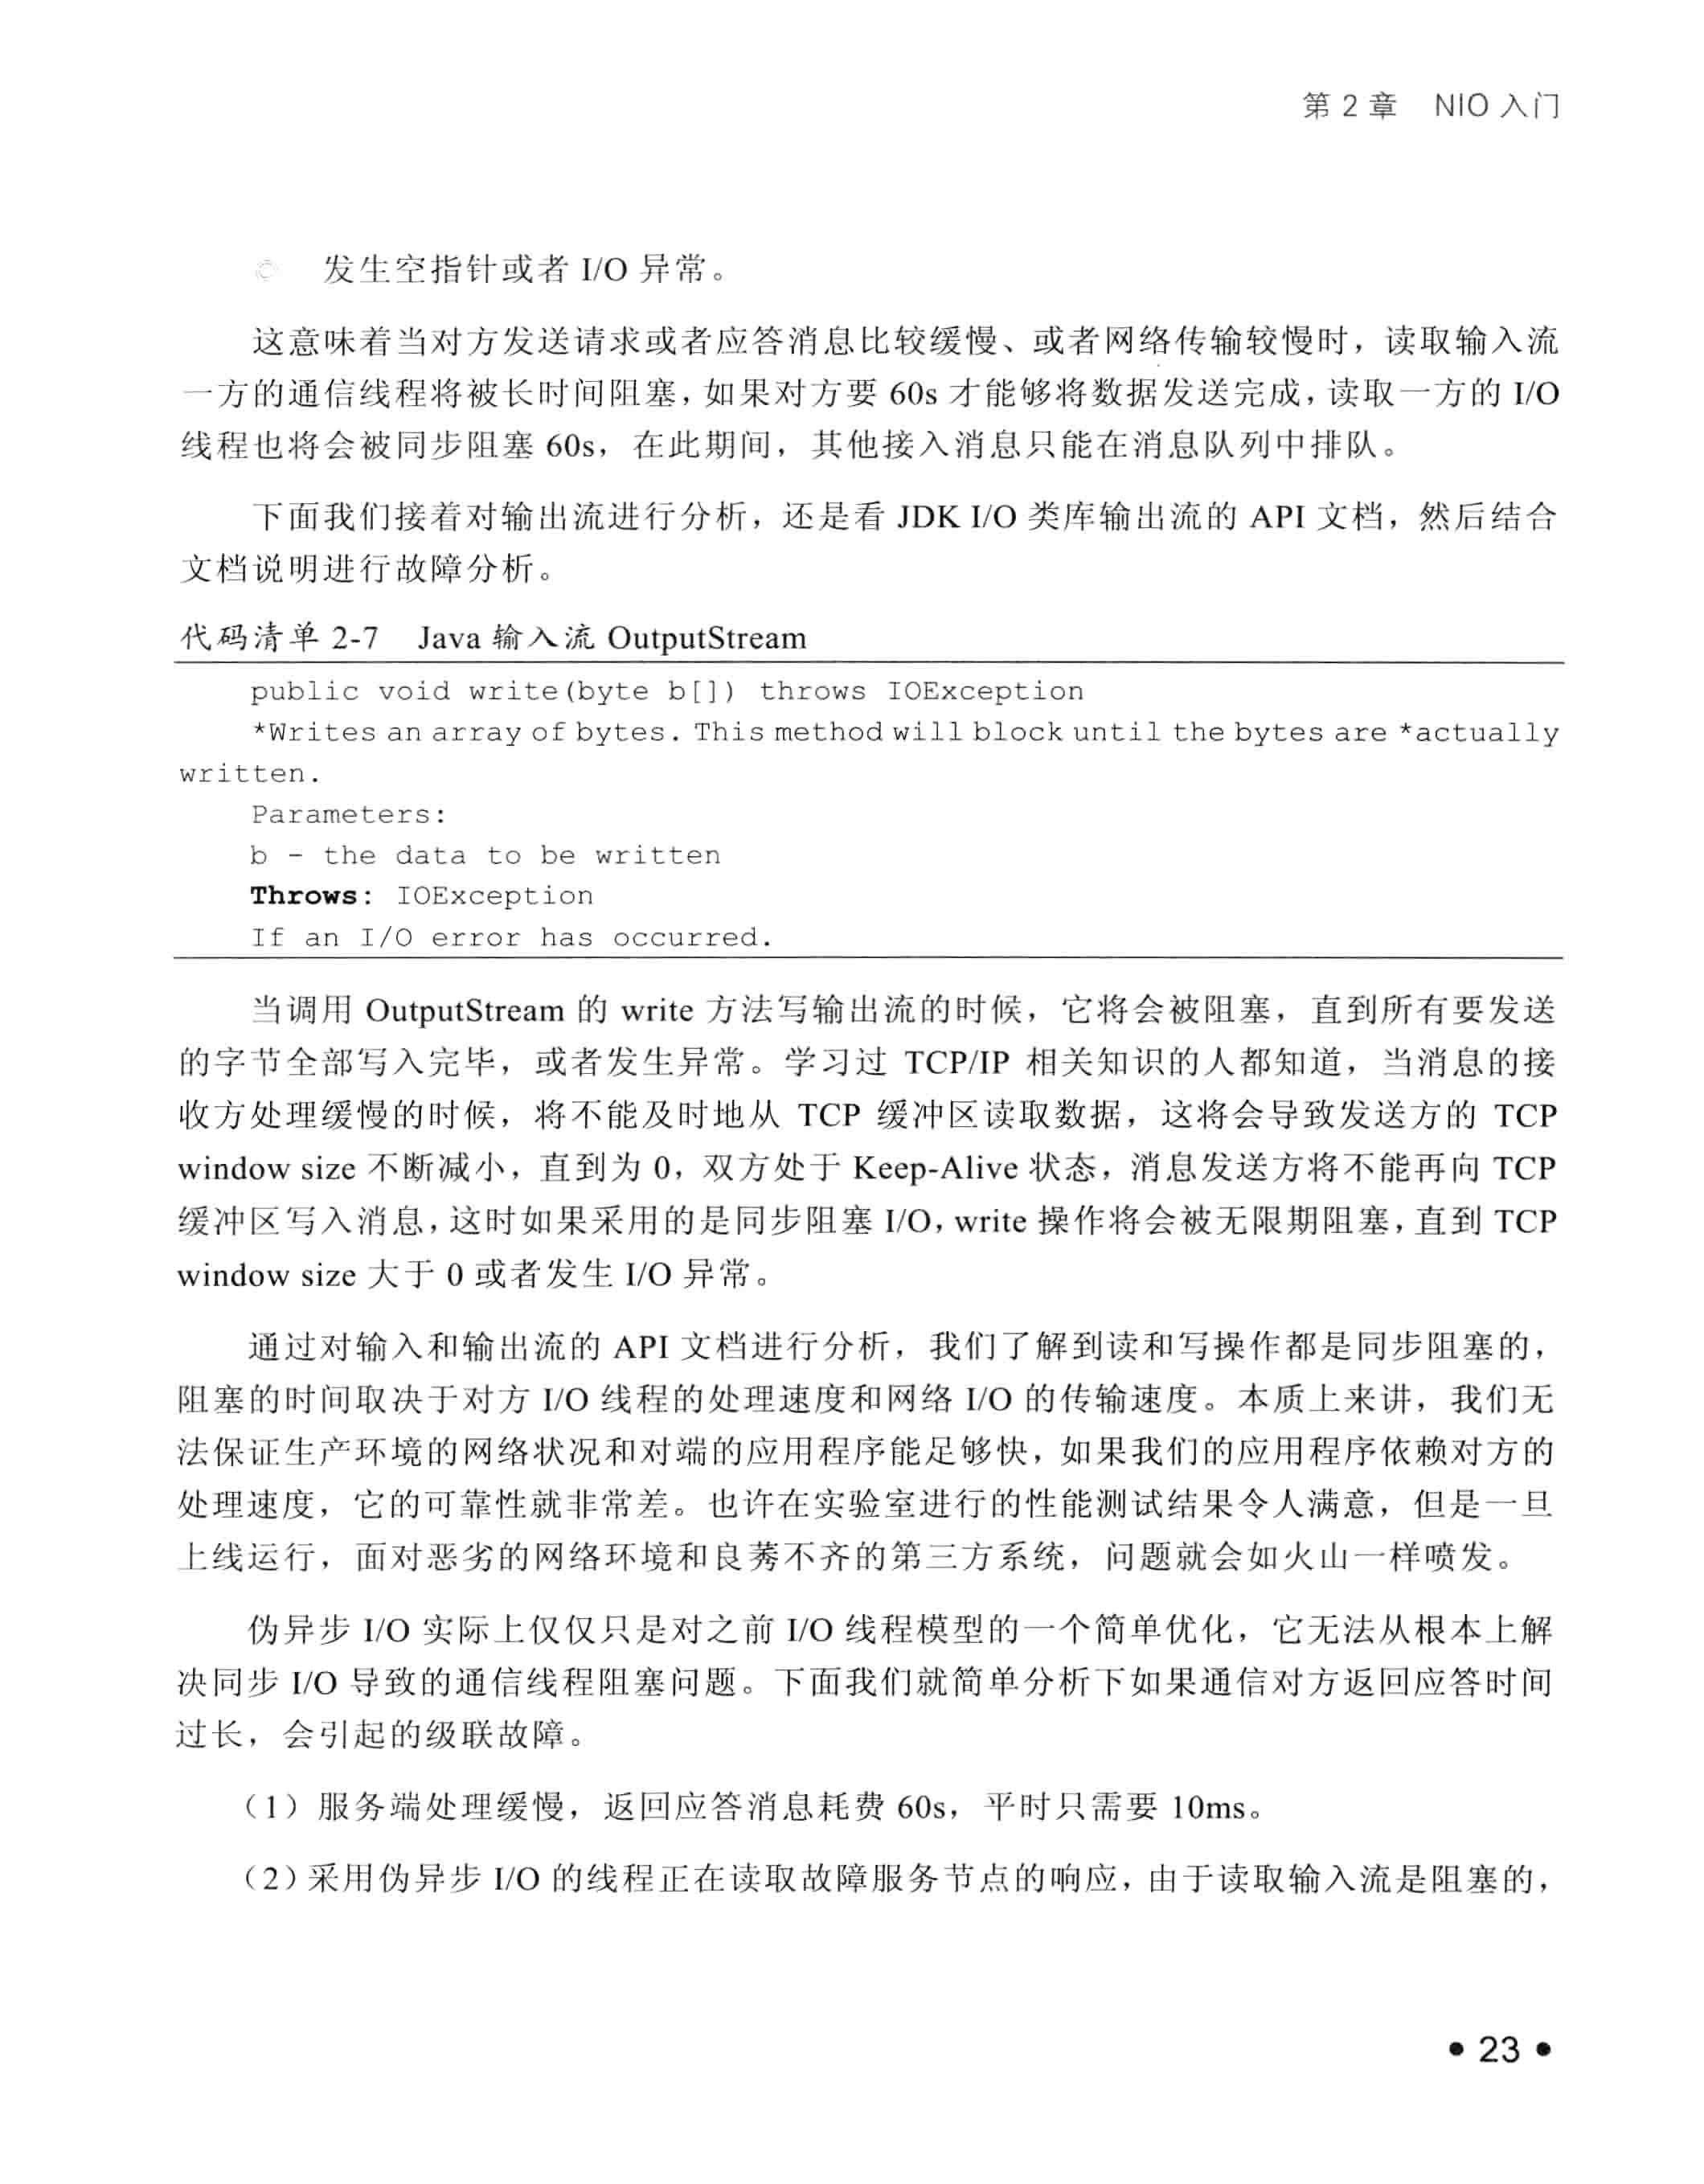 第 2 章 NIO 入门
发生空指针或者 I/O 异常。
这意味着当对方发送请求或者应答消息比较缓慢、或者网络传输较慢时，读取输入流
一方的通信线程将被长时间阻塞，如果对方要 60s 才能够将数据发送完成，读取一方的 I/O
线程也将会被同步阻塞 60s，在此期间，其他接入消息只能在消息队列中排队。
下面我们接着对输出流进行分析，还是看 JDK I/O 类库输出流的 API 文档，然后结合
文档说明进行故障分析。
代码清单 2-7 Java 输入流 OutputStream
public void write(byte b[]) throws IOException
*Writes an array of bytes. This method will block until the bytes are *actually
written.
Parameters:
b - the data to be written
Throws: IOException
If an I/O error has occurred.
当调用 OutputStream 的 write 方法写输出流的时候，它将会被阻塞，直到所有要发送
的字节全部写入完毕，或者发生异常。学习过 TCP/IP 相关知识的人都知道，当消息的接
收方处理缓慢的时候，将不能及时地从 TCP 缓冲区读取数据，这将会导致发送方的 TCP
window size 不断减小，直到为 0，双方处于 Keep-Alive 状态，消息发送方将不能再向 TCP
缓冲区写入消息，这时如果采用的是同步阻塞 I/O，write 操作将会被无限期阻塞，直到 TCP
window size 大于 0 或者发生 I/O 异常。
通过对输入和输出流的 API 文档进行分析，我们了解到读和写操作都是同步阻塞的，
阻塞的时间取决于对方 I/O 线程的处理速度和网络 I/O 的传输速度。本质上来讲，我们无
法保证生产环境的网络状况和对端的应用程序能足够快，如果我们的应用程序依赖对方的
处理速度，它的可靠性就非常差。也许在实验室进行的性能测试结果令人满意，但是一旦
上线运行，面对恶劣的网络环境和良莠不齐的第三方系统，问题就会如火山一样喷发。
伪异步 I/O 实际上仅仅只是对之前 I/O 线程模型的一个简单优化，它无法从根本上解
决同步 I/O 导致的通信线程阻塞问题。下面我们就简单分析下如果通信对方返回应答时间
过长，会引起的级联故障。
（1）服务端处理缓慢，返回应答消息耗费 60s，平时只需要 10ms。
（2）采用伪异步 I/O 的线程正在读取故障服务节点的响应，由于读取输入流是阻塞的，
• 23 •